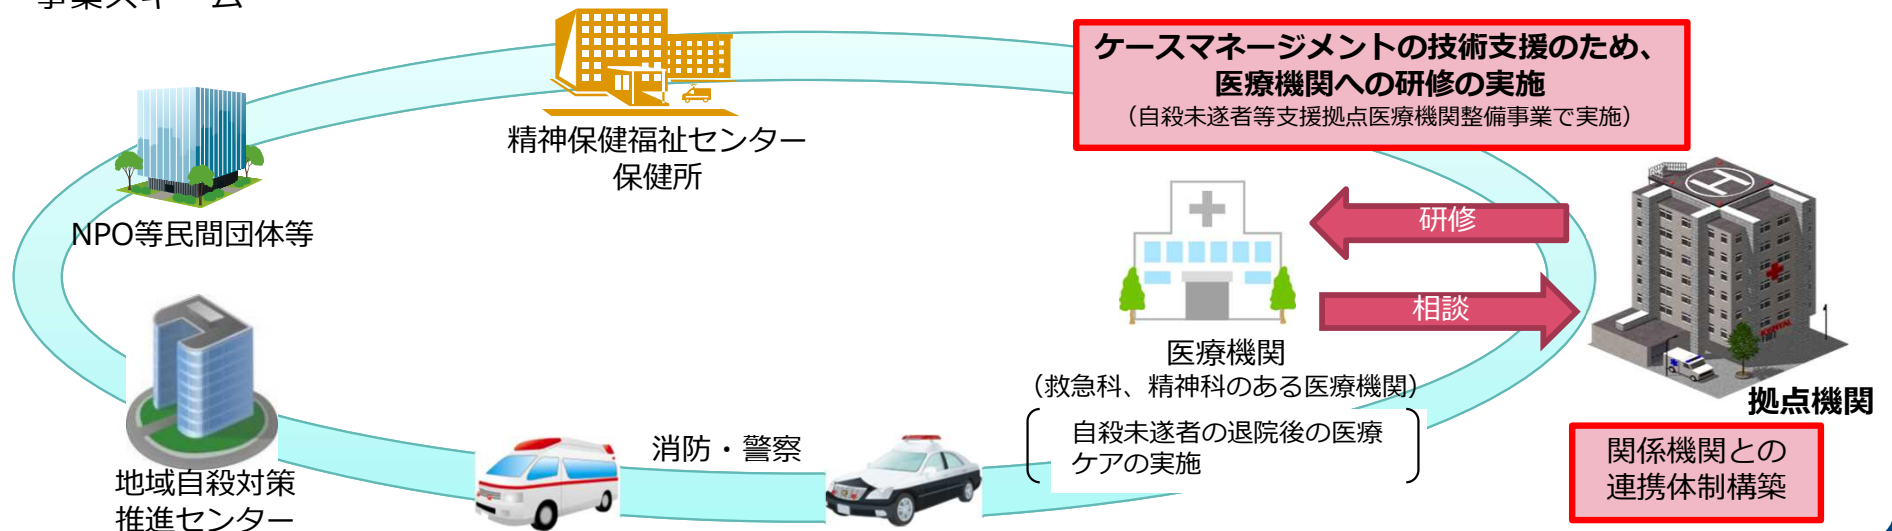 事業スキーム
ケースマネージメントの技術支援のため、
医療機関への研修の実施
（自殺未遂者等支援拠点医療機関整備事業で実施）
精神保健福祉センター
保健所
NPO等民間団体等
研修
相談
医療機関
（救急科、精神科のある医療機関）
自殺未遂者の退院後の医療
ケアの実施
拠点機関
関係機関との
連携体制構築
消防・警察
地域自殺対策
推進センター